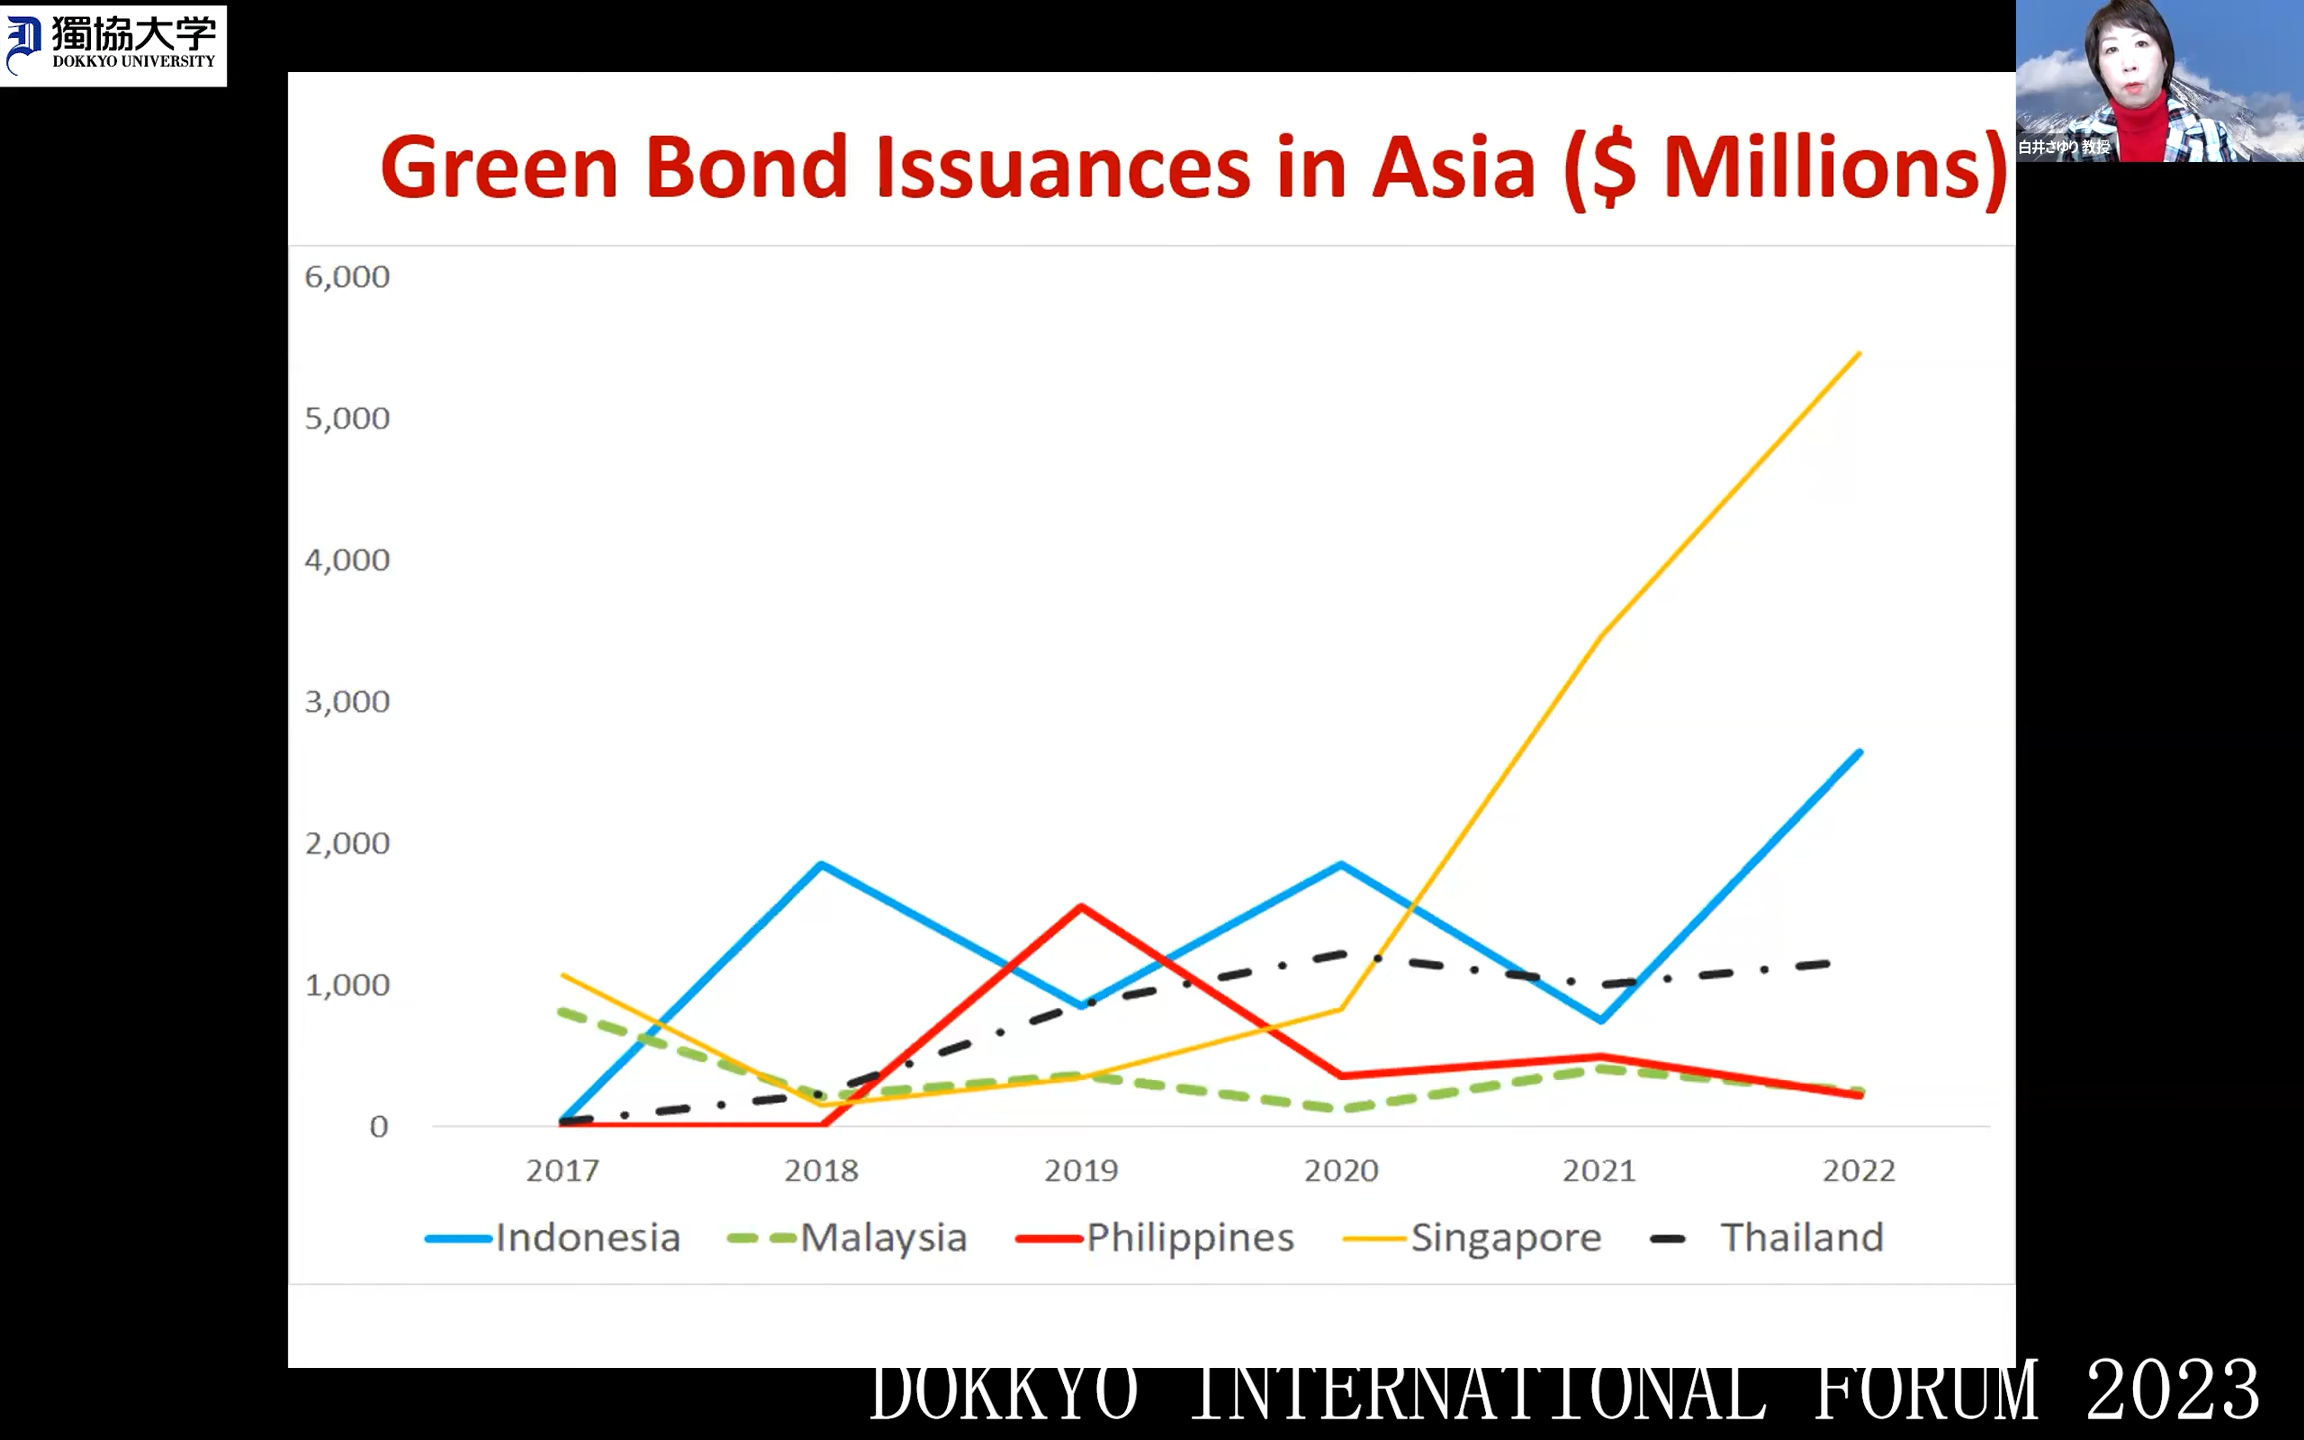 獨協大学
DOKKYO UNIVERSITY
白井さゆり 教授
Green Bond Issuances in Asia ($ Millions)
6,000
5,000
4,000
3,000
2,000
1,000
0
2017 2018 2019 2020 2021 2022
Indonesia Malaysia Philippines Singapore Thailand
DOKKYO INTERNATIONAL FORUM 2023